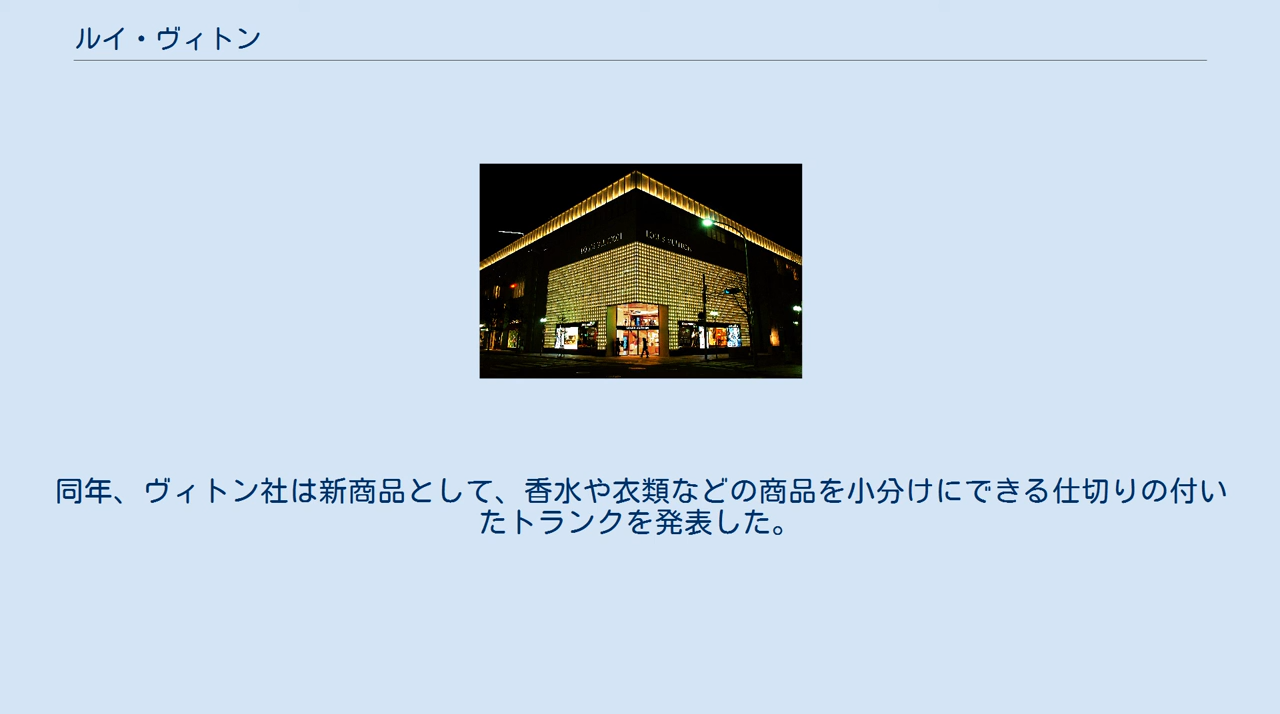 ルイ・ヴィトン
同年、ヴィトン社は新商品として、香水や衣類などの商品を小分けにできる仕切りの付い
たトランクを発表した。